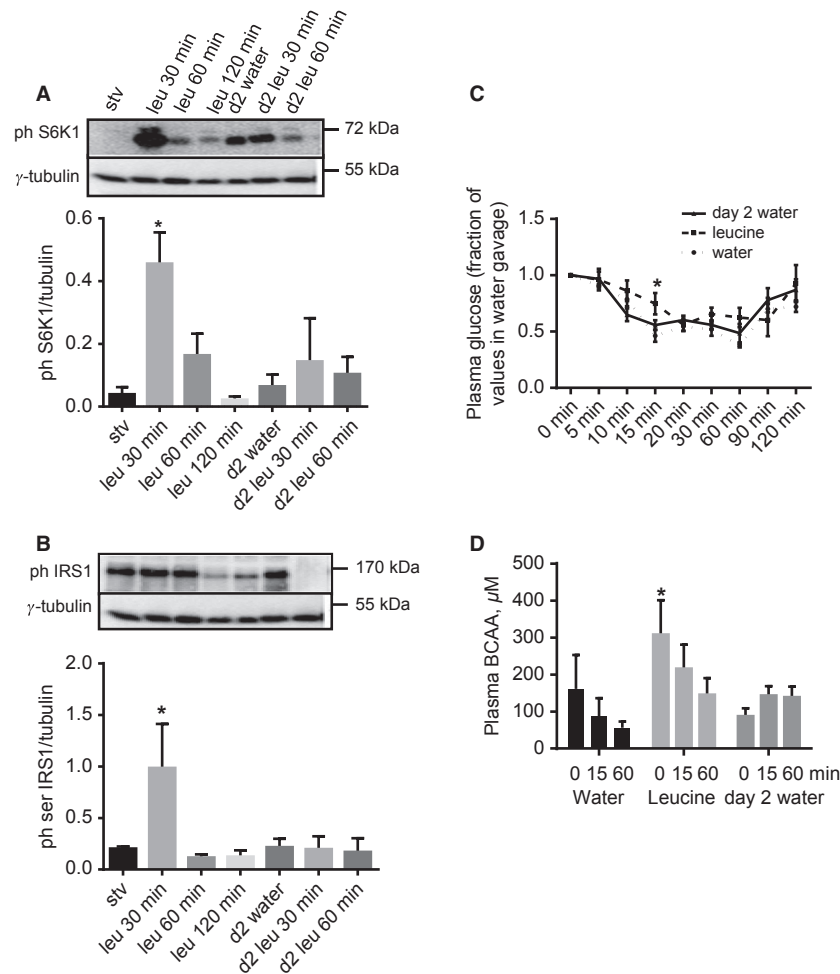 A
stv
leu 30 min
leu 60 min
leu 120 min
d2 water
d2 leu 30 min
d2 leu 60 min
ph S6K1
72 kDa
γ-tubulin
55 kDa
ph S6K1/tubulin
0.6
0.4
0.2
0.0
*
stv
leu 30 min
leu 60 min
leu 120 min
d2 water
d2 leu 30 min
d2 leu 60 min
B
ph IRS1
170 kDa
γ-tubulin
55 kDa
ph ser IRS1/tubulin
2.0
1.5
1.0
0.5
0.0
*
stv
leu 30 min
leu 60 min
leu 120 min
d2 water
d2 leu 30 min
d2 leu 60 min
C
Plasma glucose (fraction of
values in water gavage)
1.5
1.0
0.5
0.0
day 2 water
leucine
water
*
0 min
5 min
10 min
15 min
20 min
30 min
60 min
90 min
120 min
D
Plasma BCAA, µM
500
400
300
200
100
0
*
0 15 60 0 15 60 0 15 60 min
Water Leucine day 2 water